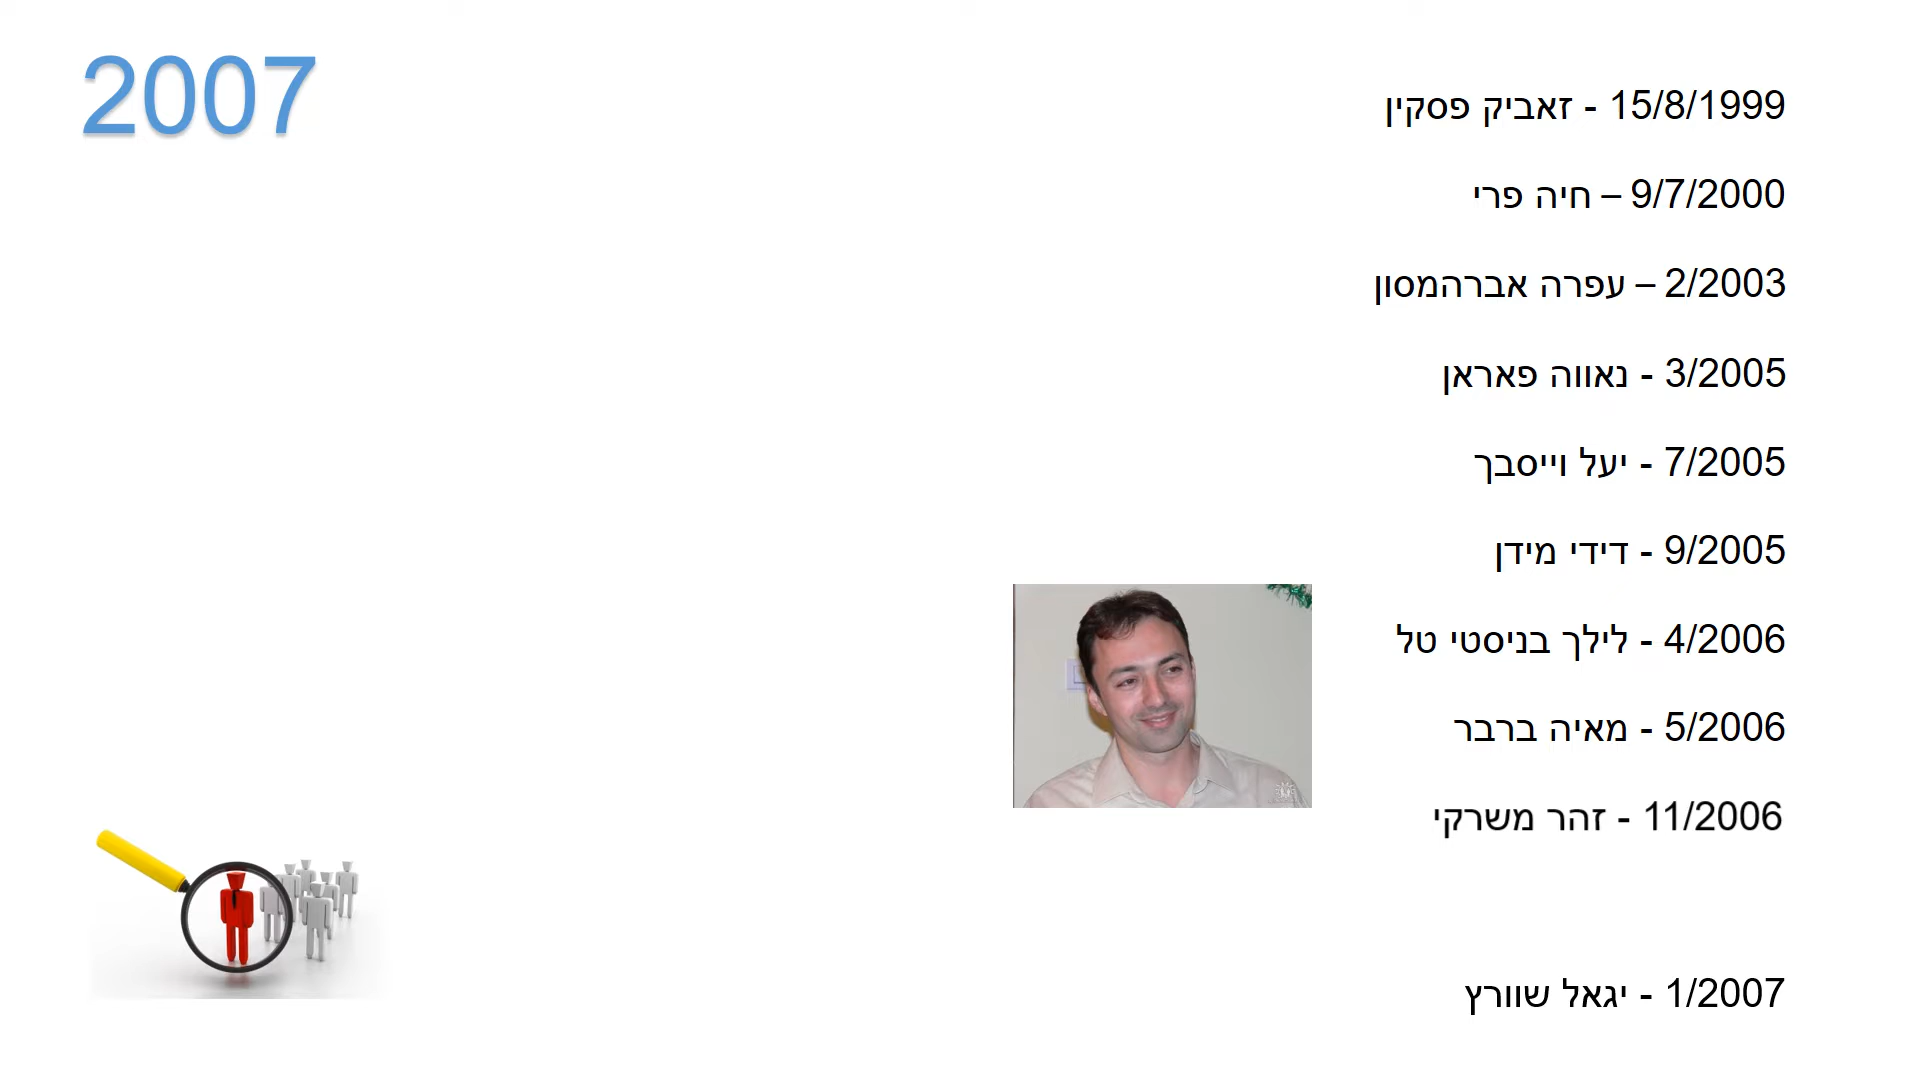 2007
15/8/1999 - זאביק פסקין
9/7/2000 – חיה פרי
2/2003 – עפרה אברהמסון
3/2005 - נאווה פאראן
7/2005 - יעל וייסבך
9/2005 - דידי מידן
4/2006 - לילך בניסטי טל
5/2006 - מאיה ברבר
11/2006 - זהר משרקי
1/2007 - יגאל שוורץ